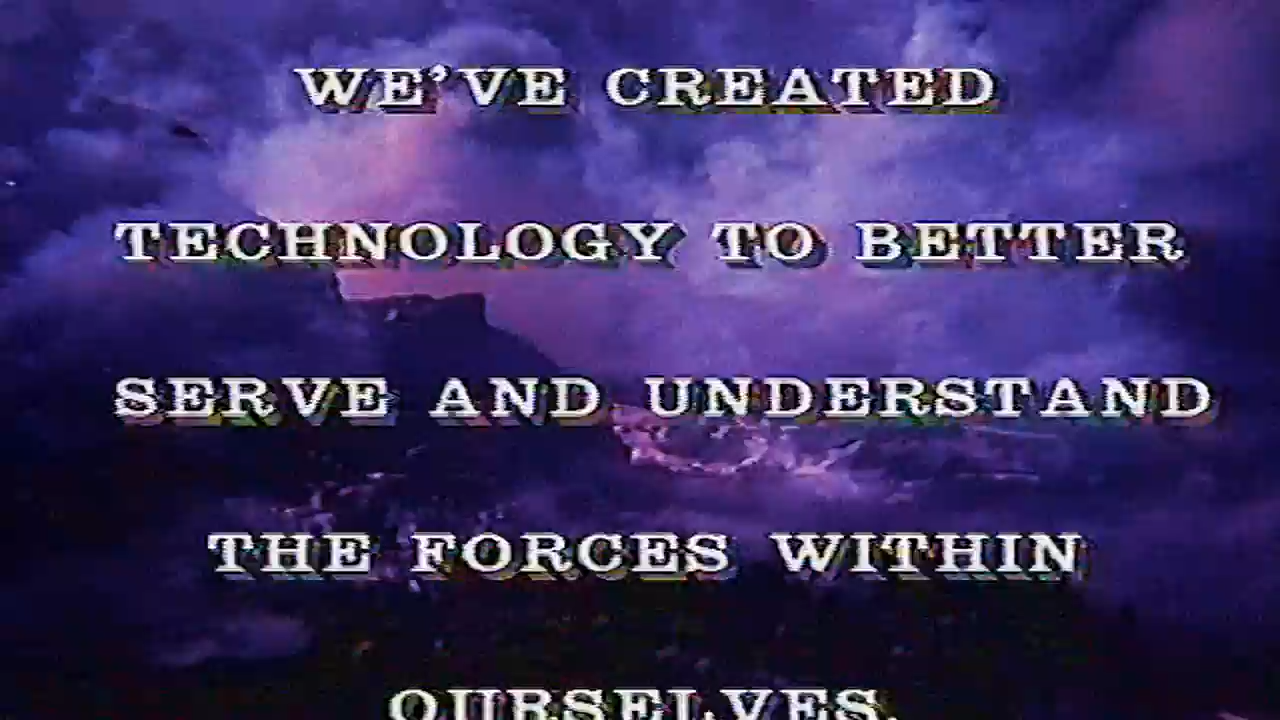 WE'VE CREATED
TECHNOLOGY TO BETTER
SERVE AND UNDERSTAND
THE FORCES WITHIN
OURSELVES.